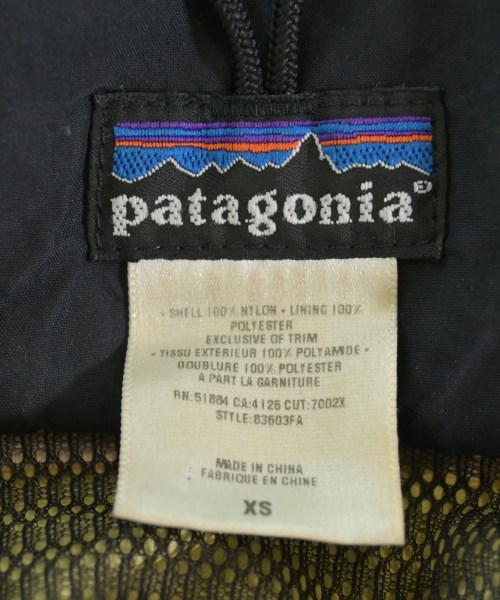 patagonia®
- SHELL 100% NYLON - LINING 100%
POLYESTER
EXCLUSIVE OF TRIM
- TISSU EXTERIEUR 100% POLYAMIDE -
DOUBLURE 100% POLYESTER
A PART LA GARNITURE
RN:51884 CA:4126 CUT:7002X
STYLE:83603FA
MADE IN CHINA
FABRIQUE EN CHINE
XS